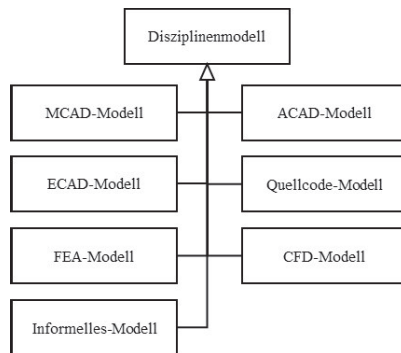 Disziplinenmodell
MCAD-Modell
ACAD-Modell
ECAD-Modell
Quellcode-Modell
FEA-Modell
CFD-Modell
Informelles-Modell